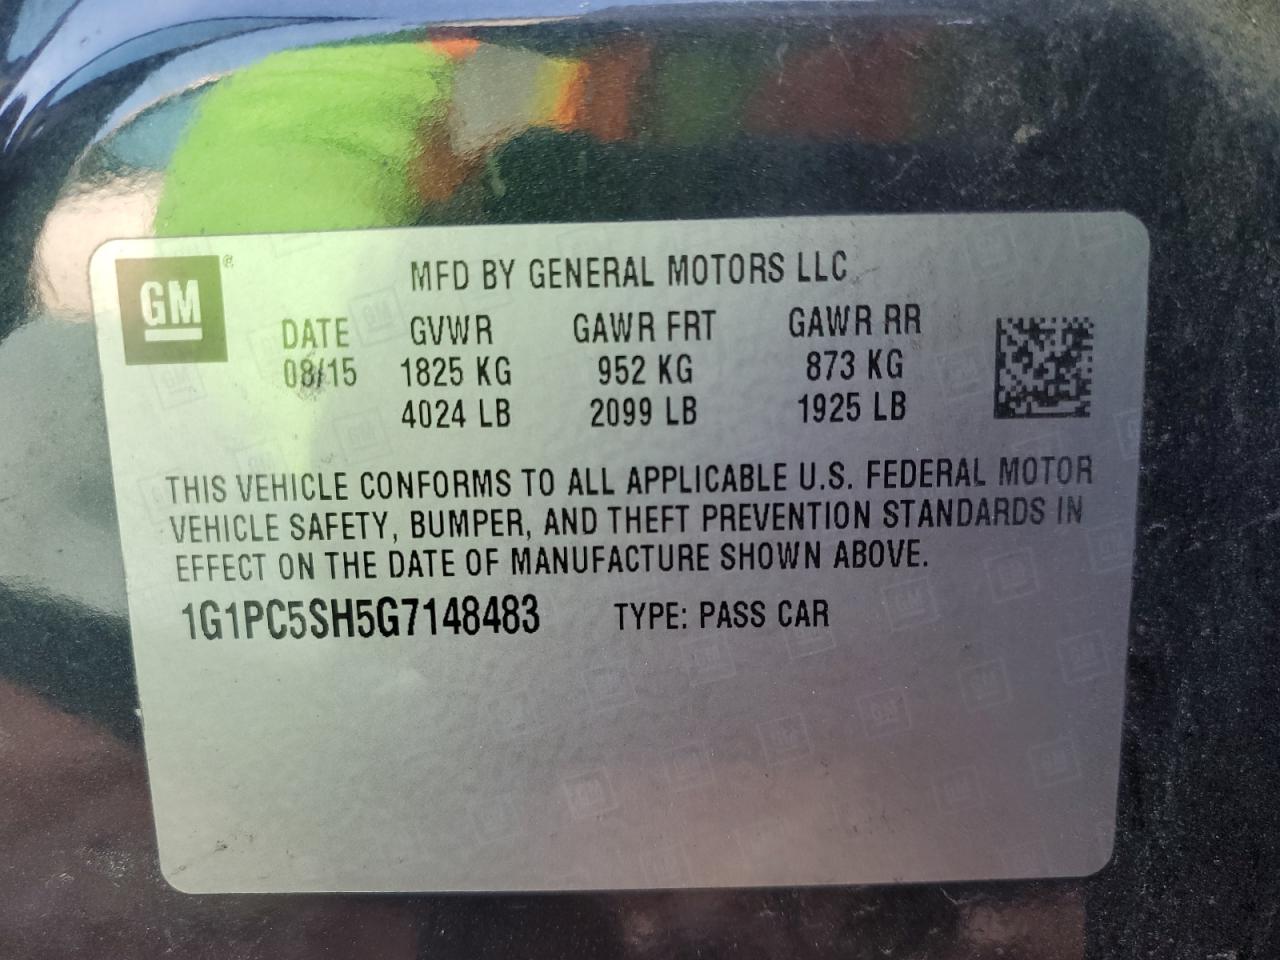 GM®
MFD BY GENERAL MOTORS LLC
DATE GVWR GAWR FRT GAWR RR
08/15 1825 KG 952 KG 873 KG
4024 LB 2099 LB 1925 LB
THIS VEHICLE CONFORMS TO ALL APPLICABLE U.S. FEDERAL MOTOR
VEHICLE SAFETY, BUMPER, AND THEFT PREVENTION STANDARDS IN
EFFECT ON THE DATE OF MANUFACTURE SHOWN ABOVE.
1G1PC5SH5G7148483 TYPE: PASS CAR